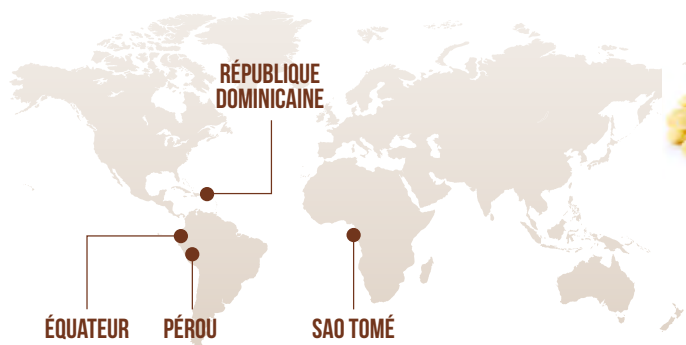 RÉPUBLIQUE
DOMINICAINE
ÉQUATEUR
PÉROU
SAO TOMÉ